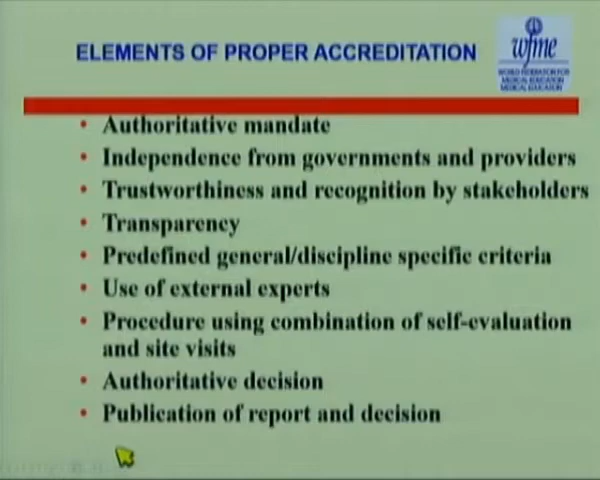 ELEMENTS OF PROPER ACCREDITATION
wfme
WORLD FEDERATION FOR
MEDICAL EDUCATION
MEDICAL EDUCATION
• Authoritative mandate
• Independence from governments and providers
• Trustworthiness and recognition by stakeholders
• Transparency
• Predefined general/discipline specific criteria
• Use of external experts
• Procedure using combination of self-evaluation
and site visits
• Authoritative decision
• Publication of report and decision